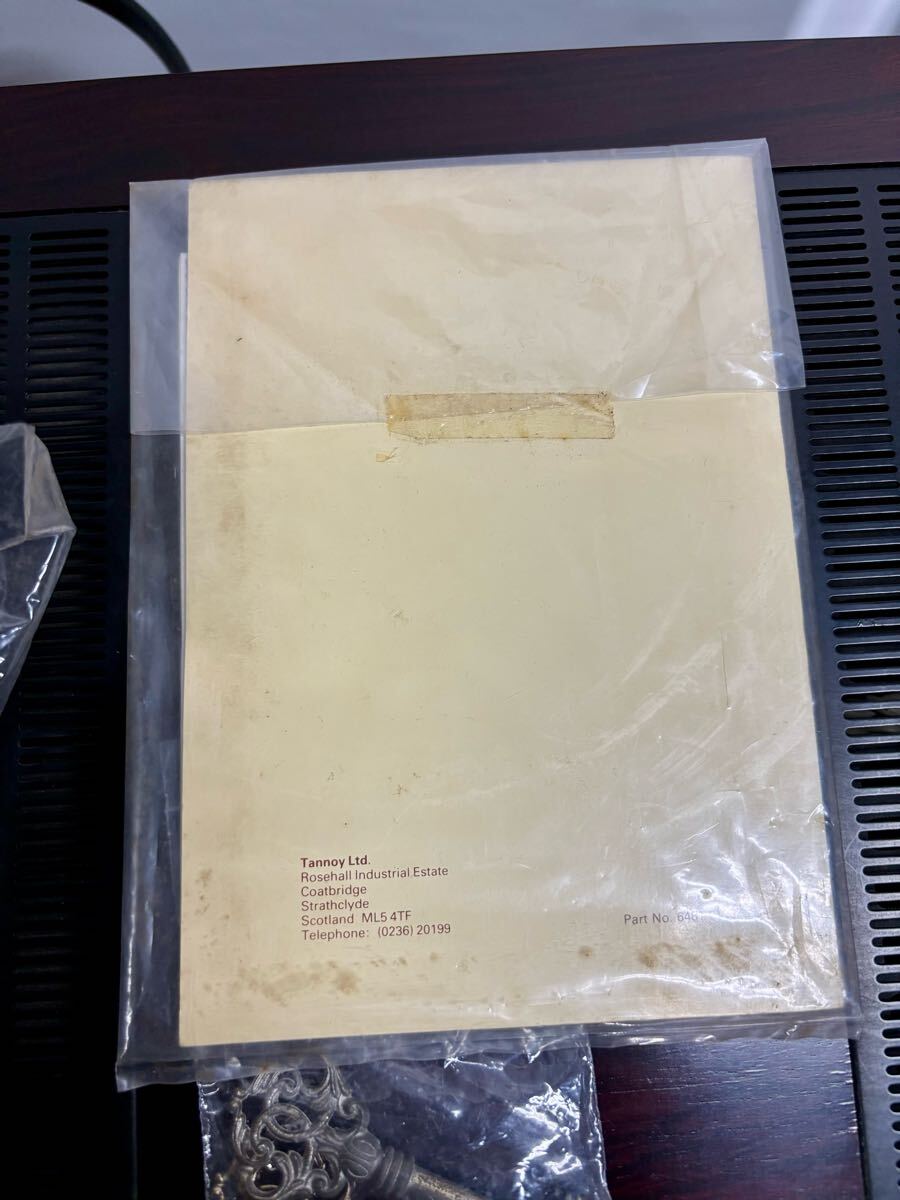 Tannoy Ltd.
Rosehall Industrial Estate
Coatbridge
Strathclyde
Scotland ML5 4TF
Telephone: (0236) 20199
Part No.